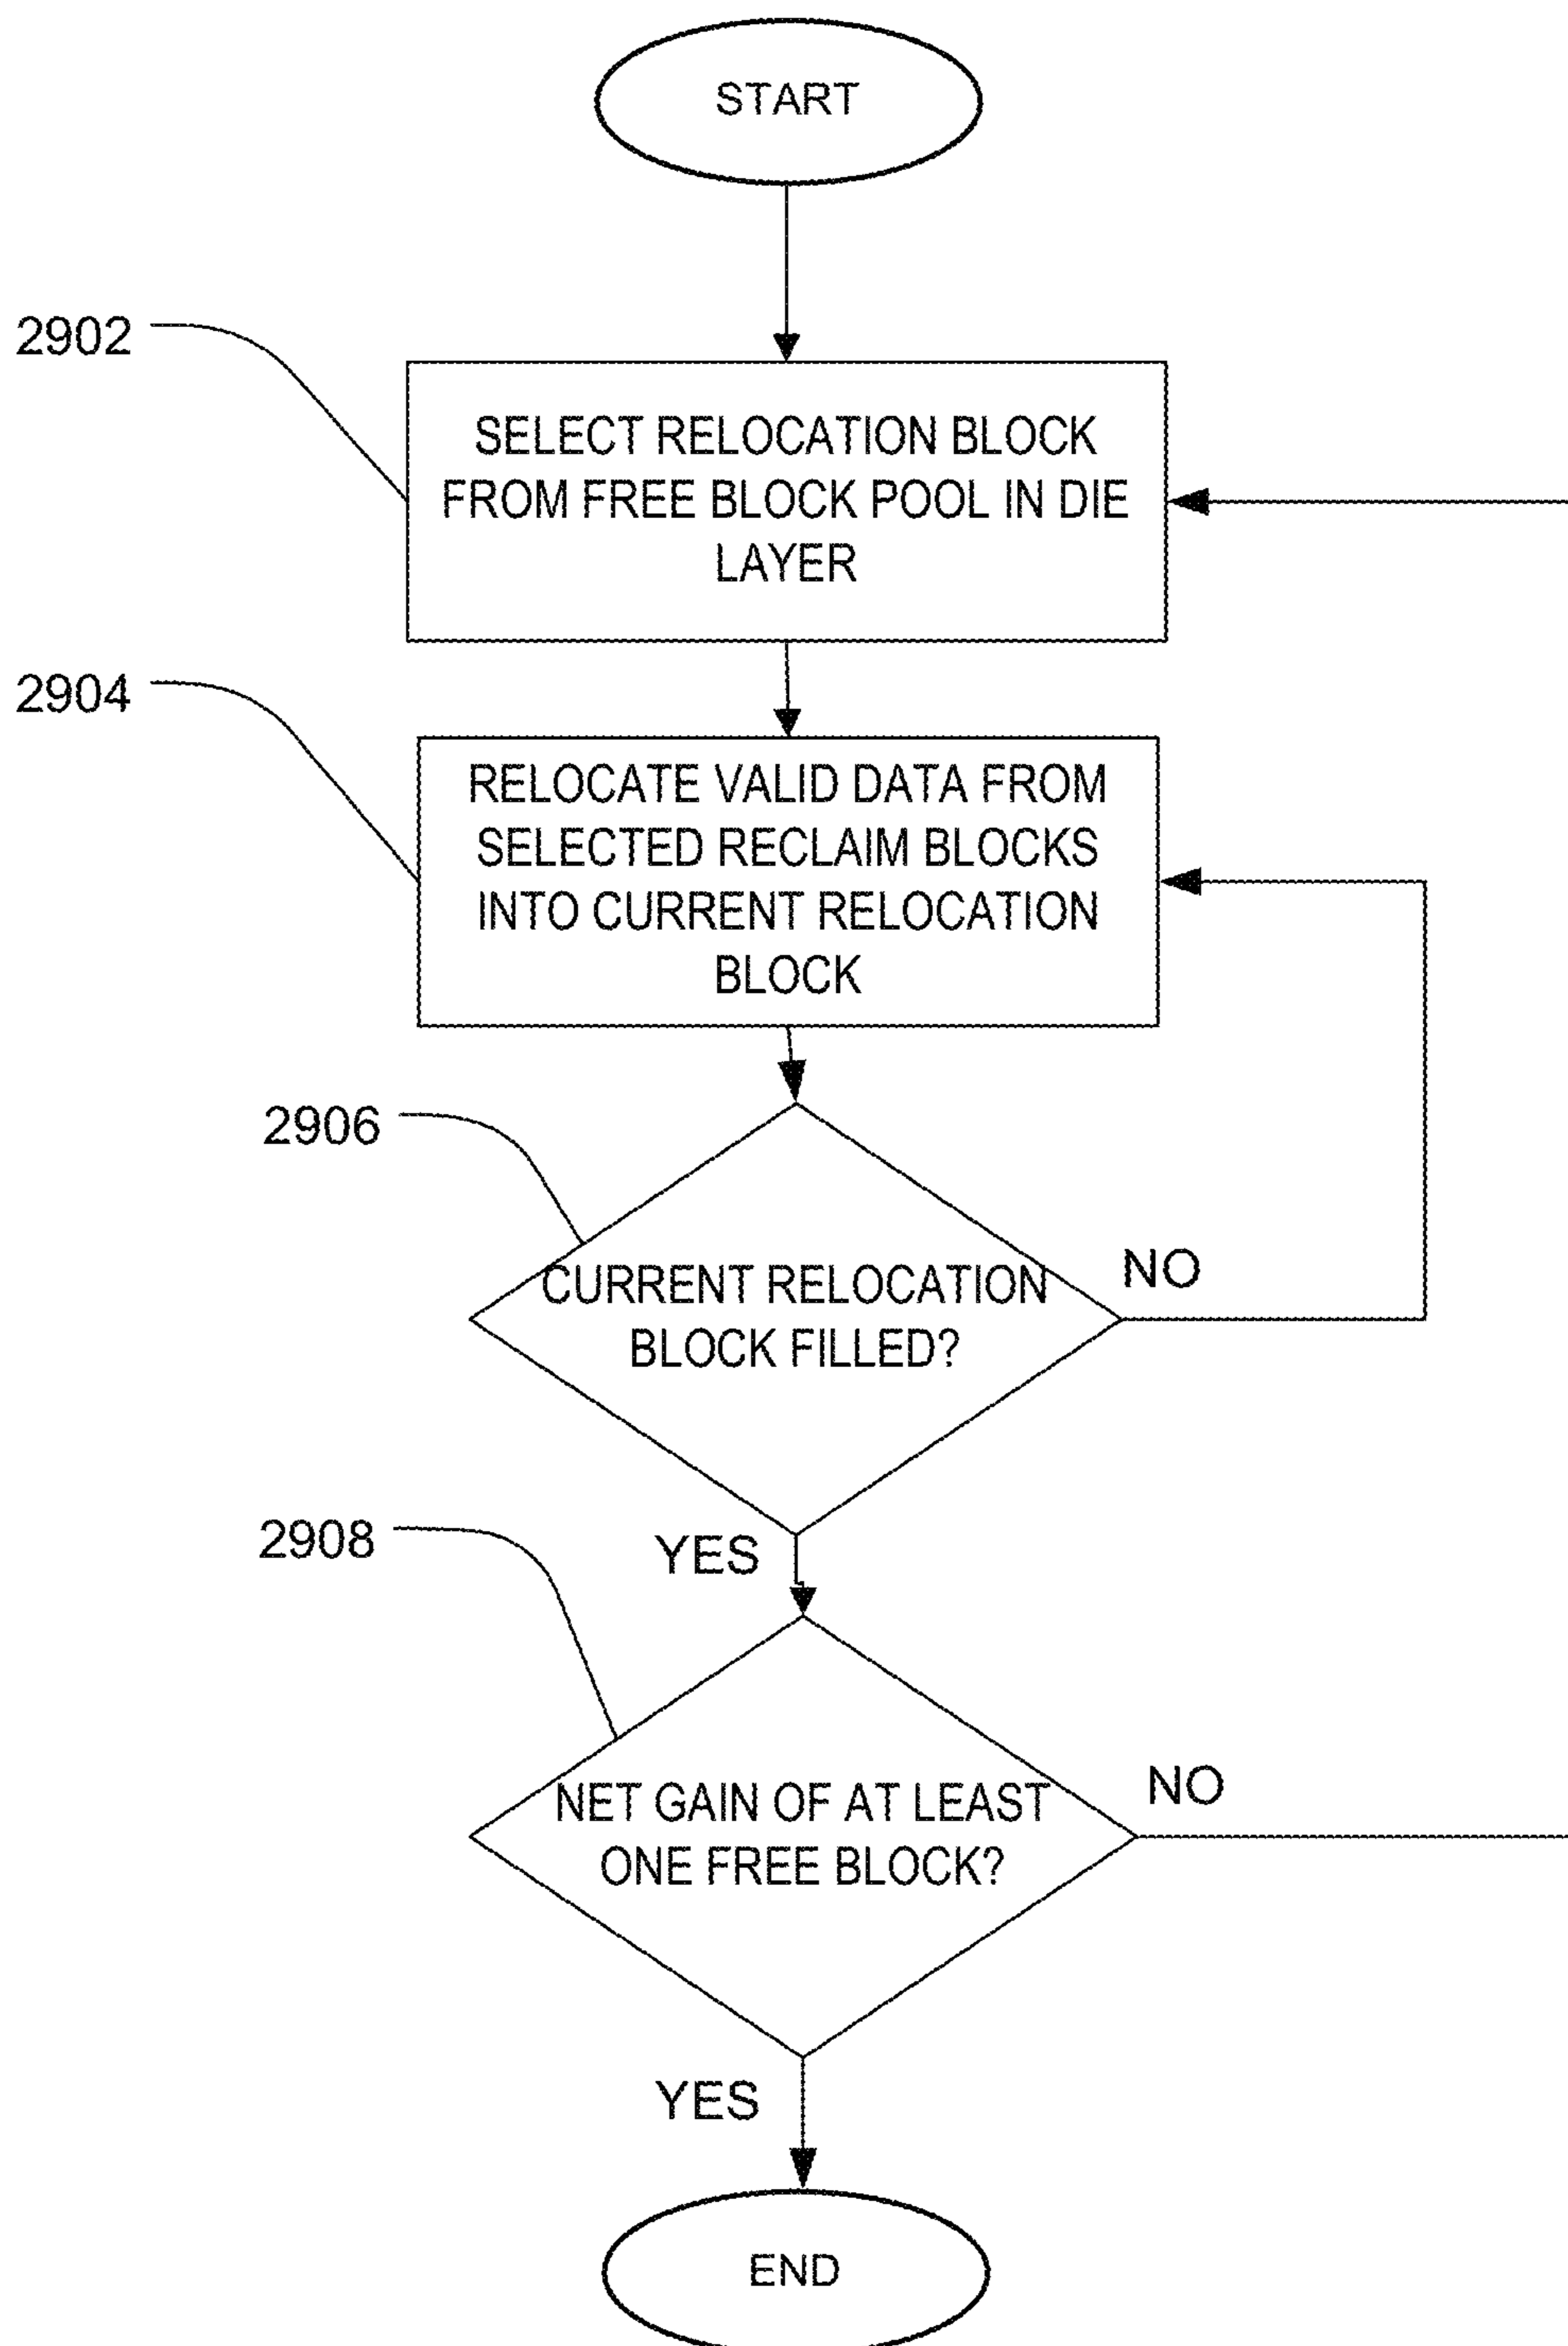 START
2902
SELECT RELOCATION BLOCK
FROM FREE BLOCK POOL IN DIE
LAYER
2904
RELOCATE VALID DATA FROM
SELECTED RECLAIM BLOCKS
INTO CURRENT RELOCATION
BLOCK
2906
CURRENT RELOCATION
BLOCK FILLED?
NO
YES
2908
NET GAIN OF AT LEAST
ONE FREE BLOCK?
NO
YES
END